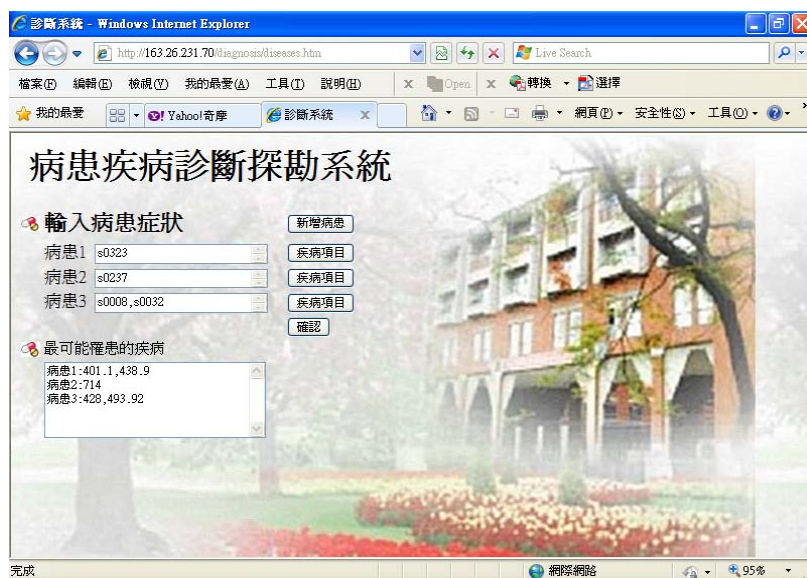 診斷系統 - Windows Internet Explorer
http://163.26.231.70/diagnosis/diseases.htm
Live Search
檔案(F) 編輯(E) 檢視(V) 我的最愛(A) 工具(T) 說明(H) x Open x 轉換 選擇
我的最愛 Yahoo!奇摩 診斷系統 x 網頁(P) 安全性(S) 工具(O)
病患疾病診斷探勘系統
輸入病患症狀 新增病患
病患1 s0323 疾病項目
病患2 s0237 疾病項目
病患3 s0008,s0032 疾病項目
確認
最可能罹患的疾病
病患1:401.1,438.9
病患2:714
病患3:428,493.92
完成 網際網路 95%